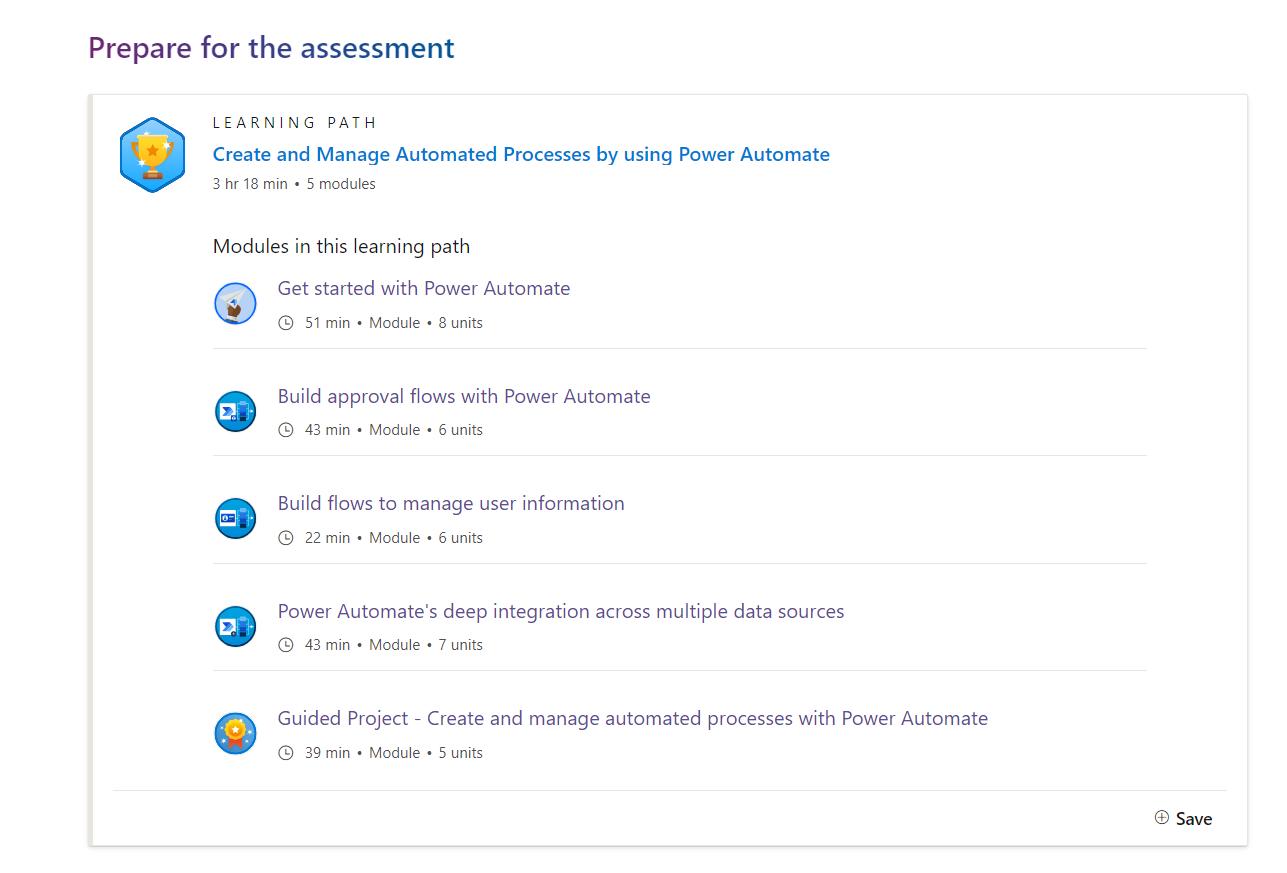 Prepare for the assessment
LEARNING PATH
Create and Manage Automated Processes by using Power Automate
3 hr 18 min • 5 modules
Modules in this learning path
Get started with Power Automate
51 min • Module • 8 units
Build approval flows with Power Automate
43 min • Module • 6 units
Build flows to manage user information
22 min • Module • 6 units
Power Automate's deep integration across multiple data sources
43 min • Module • 7 units
Guided Project - Create and manage automated processes with Power Automate
39 min • Module • 5 units
Save